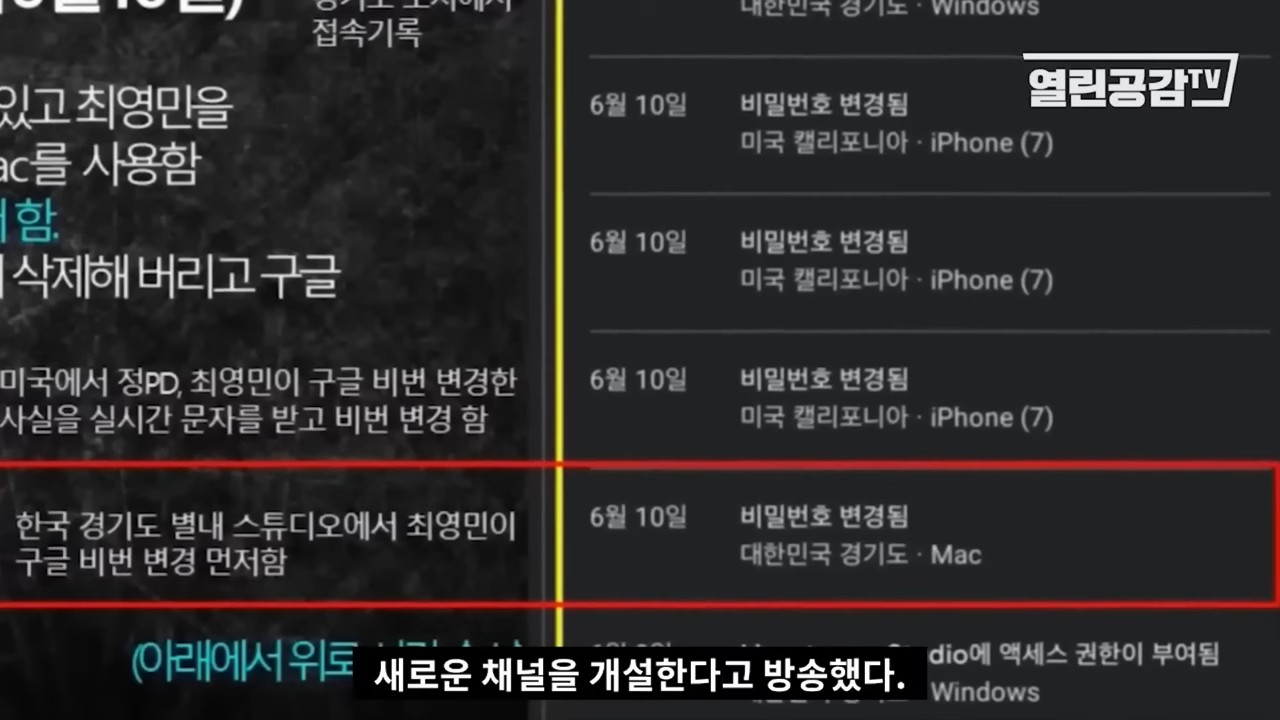 접속기록
있고 최영민을
ac를 사용함
함.
삭제해 버리고 구글
미국에서 정PD, 최영민이 구글 비번 변경한
사실을 실시간 문자를 받고 비번 변경 함
한국 경기도 별내 스튜디오에서 최영민이
구글 비번 변경 먼저함
(아래에서 위로
대한민국 경기도 · Windows
열린공감TV
6월 10일 비밀번호 변경됨
미국 캘리포니아 · iPhone (7)
6월 10일 비밀번호 변경됨
미국 캘리포니아 · iPhone (7)
6월 10일 비밀번호 변경됨
미국 캘리포니아 · iPhone (7)
6월 10일 비밀번호 변경됨
대한민국 경기도 · Mac
dio에 액세스 권한이 부여됨
Windows
새로운 채널을 개설한다고 방송했다.